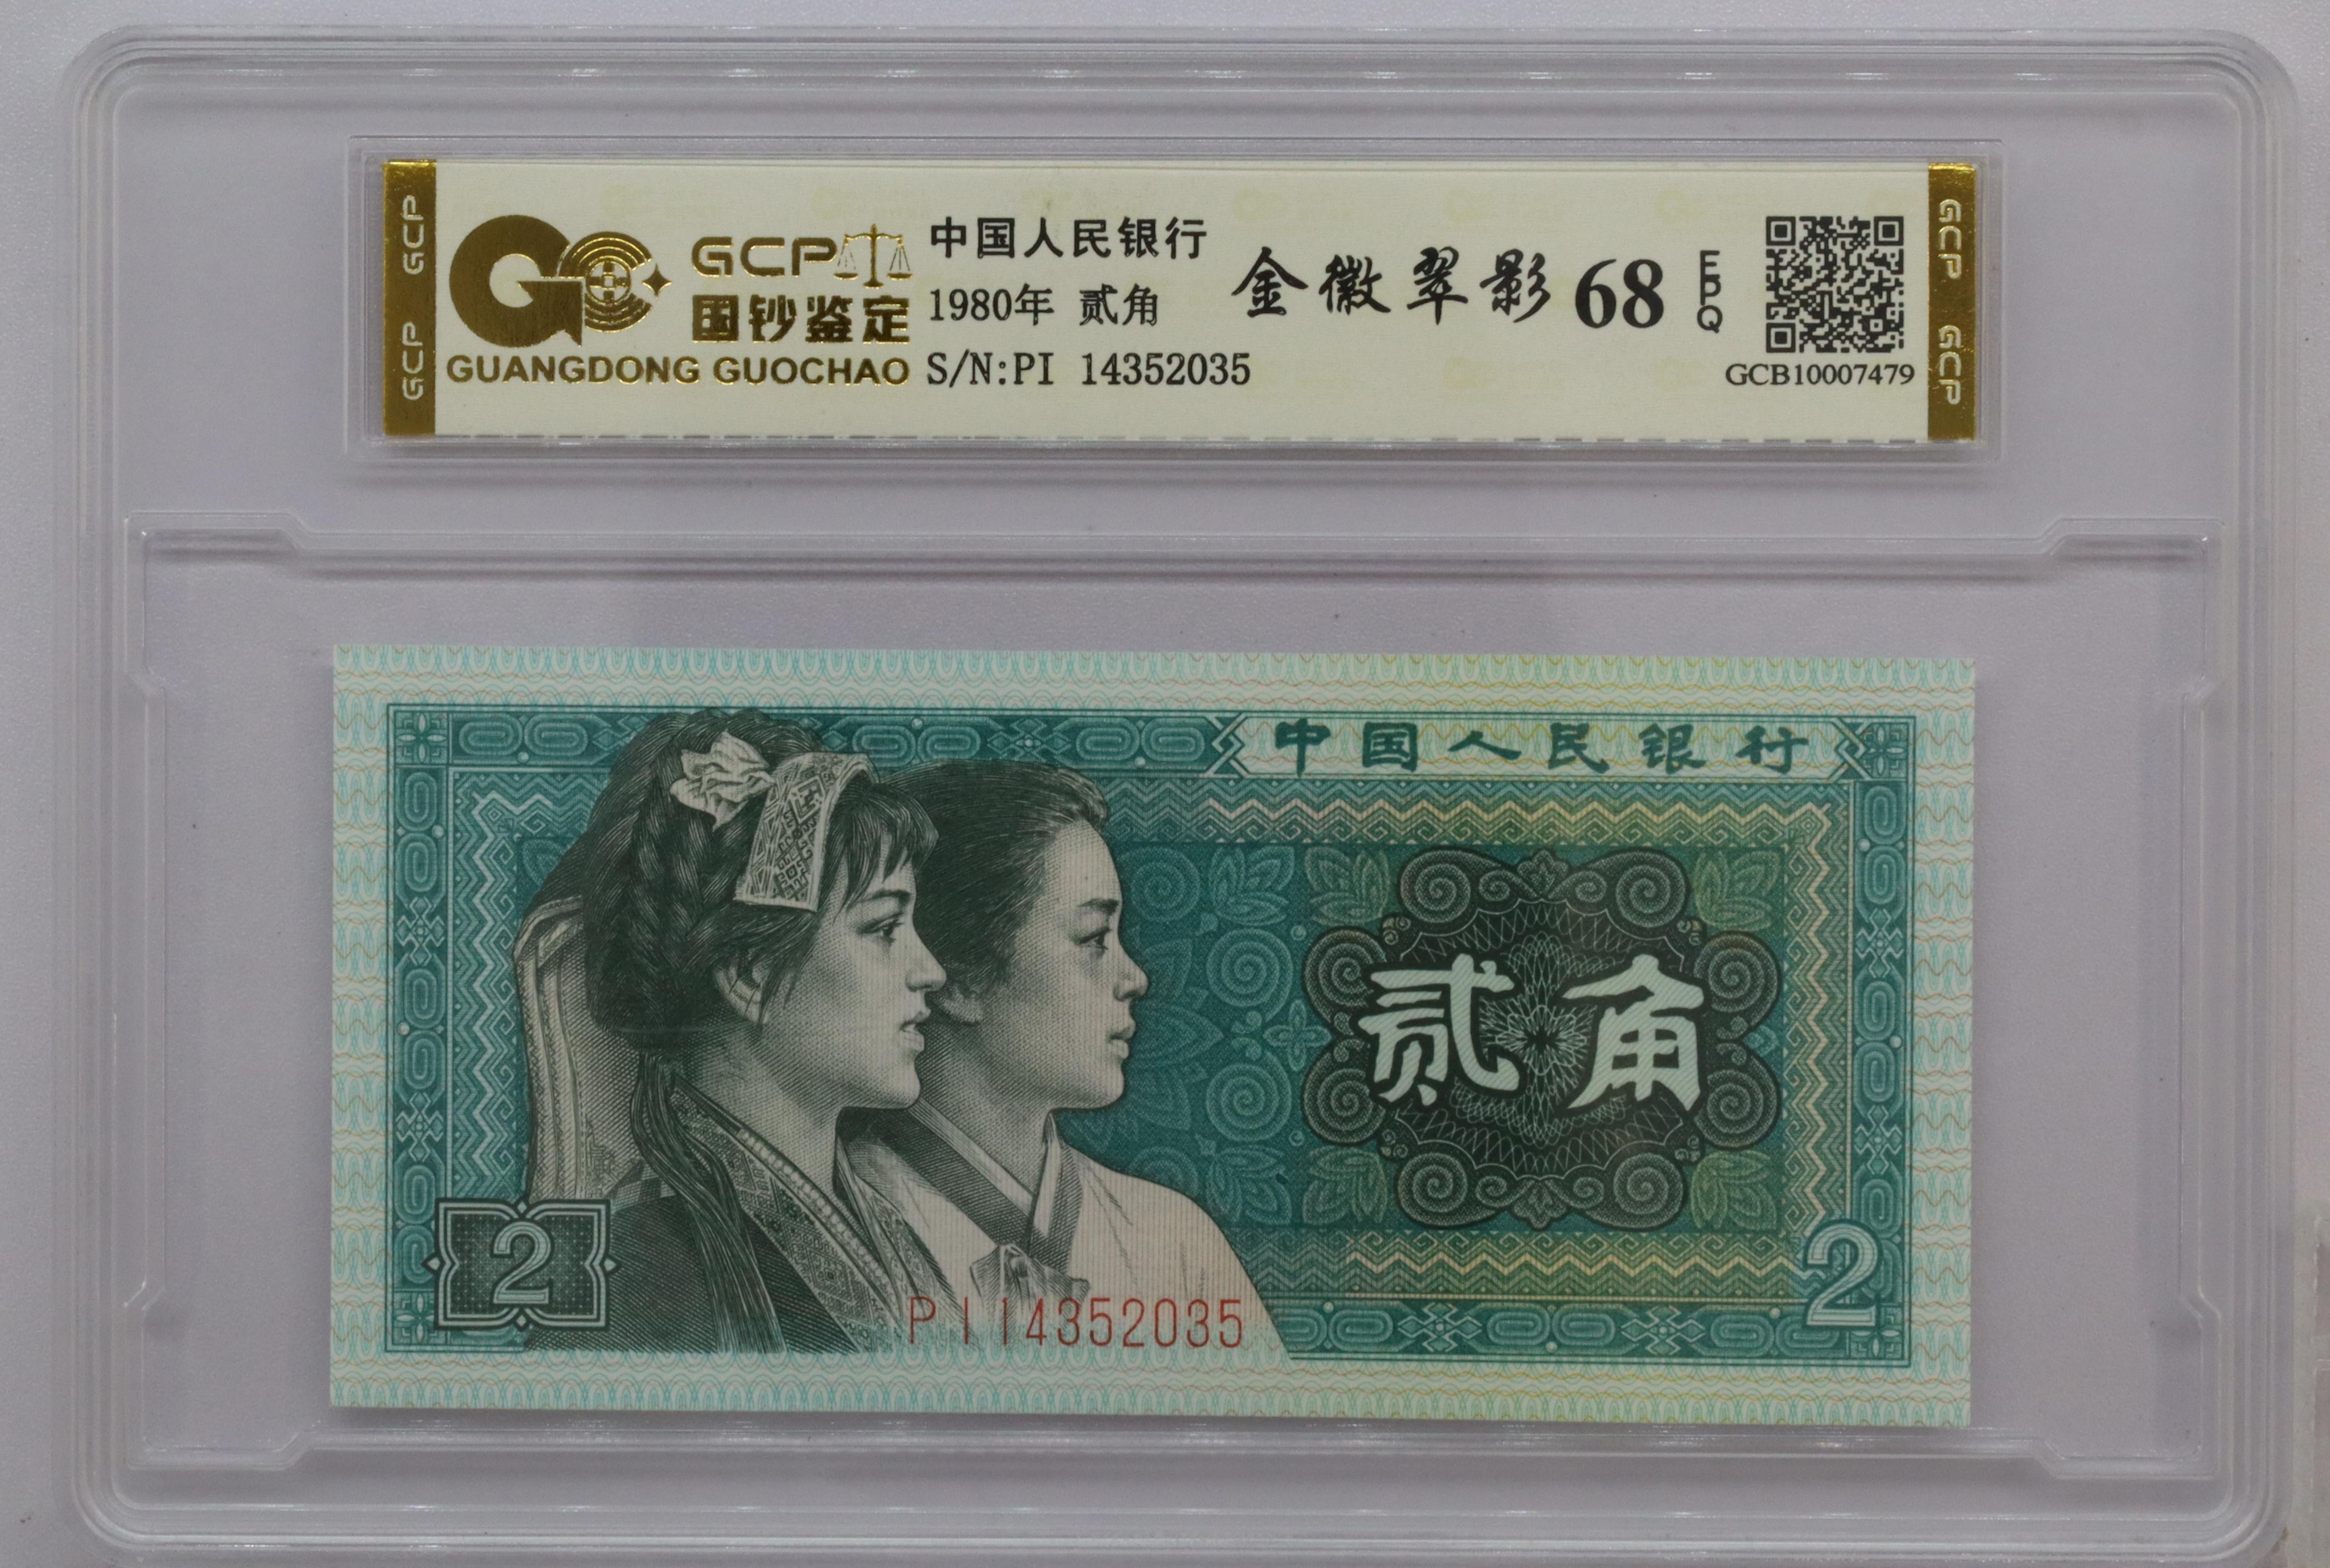 GCP GCP
GCP
国钞鉴定
GUANGDONG GUOCHAO
中国人民银行
1980年 贰角
S/N:PI 14352035
金徽翠影 68 EPQ
GCB10007479
GCP GCP
中国人民银行
贰角
2
PI14352035
2